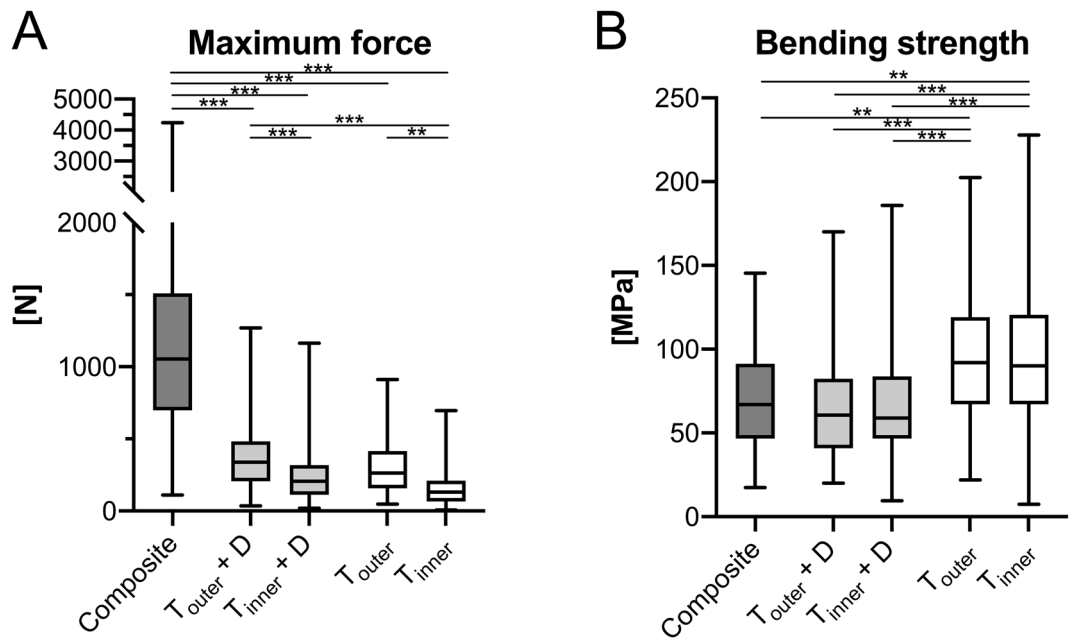 A
Maximum force
***
***
***
***
***
***
**
5000
4000
3000
2000
1000
0
[N]
Composite
Touter + D
Tinner + D
Touter
Tinner
B
Bending strength
**
***
***
**
***
***
250
200
150
100
50
0
[MPa]
Composite
Touter + D
Tinner + D
Touter
Tinner